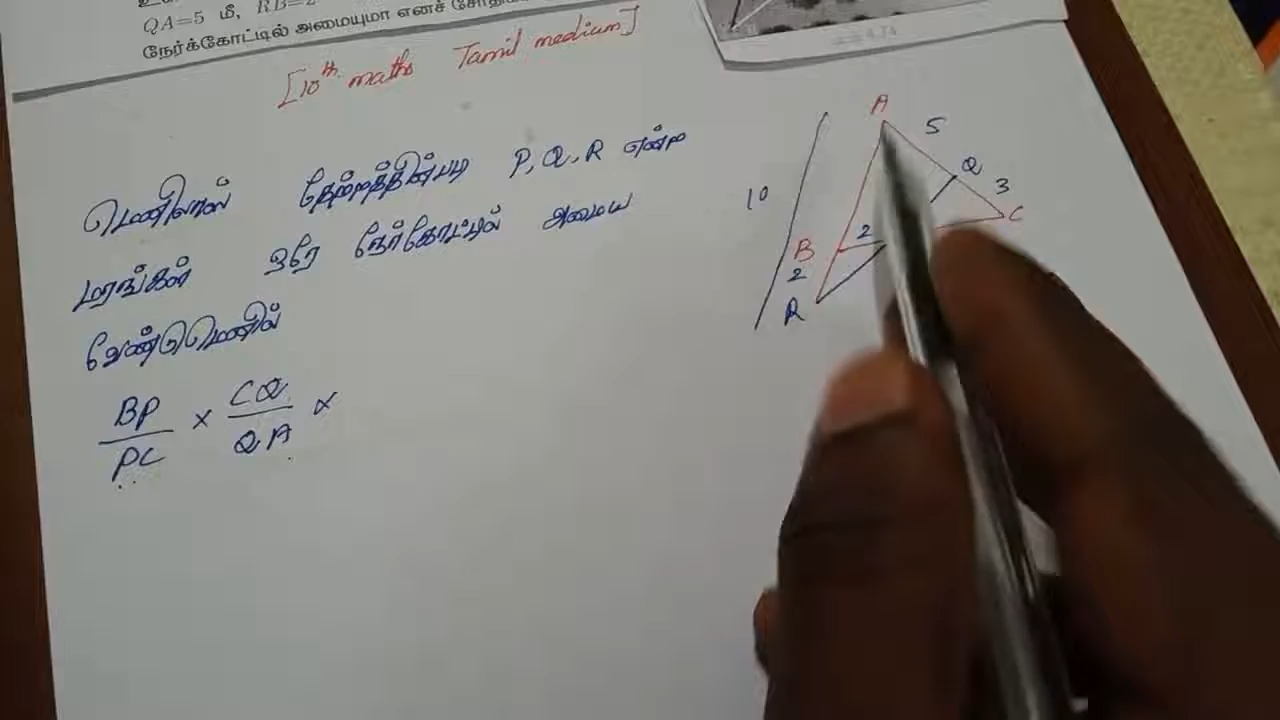 QA=5 மீ, RB=2
நேர்க்கோட்டில் அமையுமா எனச்
[10th maths Tamil medium]
மெனிலாஸ் தேற்றத்தின்படி P, Q, R என்ற
மரங்கள் ஒரே நேர்கோட்டில் அமைய
வேண்டுமெனில்
BP/PC × CQ/QA ×
A
5
Q
3
C
10
B
2
2
R